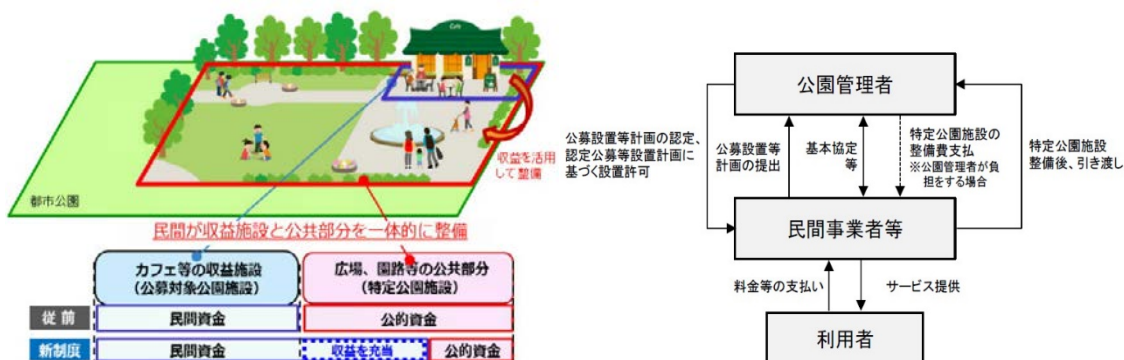 Cafe
収益を活用
して整備
都市公園
民間が収益施設と公共部分を一体的に整備
カフェ等の収益施設
(公募対象公園施設)
広場、園路等の公共部分
(特定公園施設)
従前
民間資金
公的資金
新制度
民間資金
収益を充当
公的資金
公園管理者
公募設置等計画の認定、
認定公募等設置計画に
基づく設置許可
公募設置等
計画の提出
基本協定
等
特定公園施設の
整備費支払
※公園管理者が負
担をする場合
特定公園施設
整備後、引き渡し
民間事業者等
料金等の支払い
サービス提供
利用者